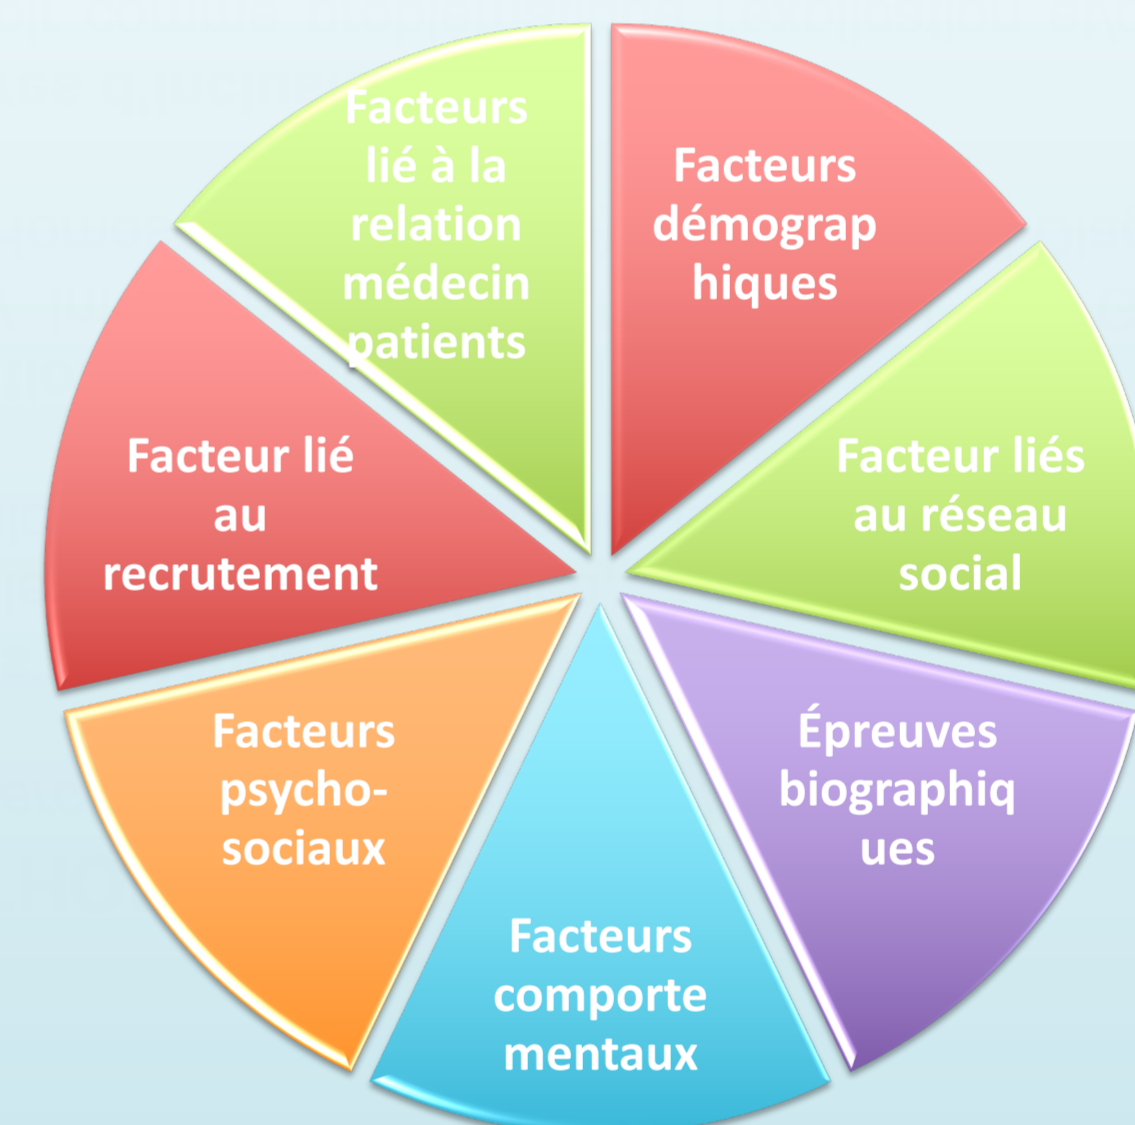 Facteurs
démograp
hiques
Facteur liés
au réseau
social
Épreuves
biographiq
ues
Facteurs
comporte
mentaux
Facteurs
psycho-
sociaux
Facteur lié
au
recrutement
Facteurs
lié à la
relation
médecin
patients